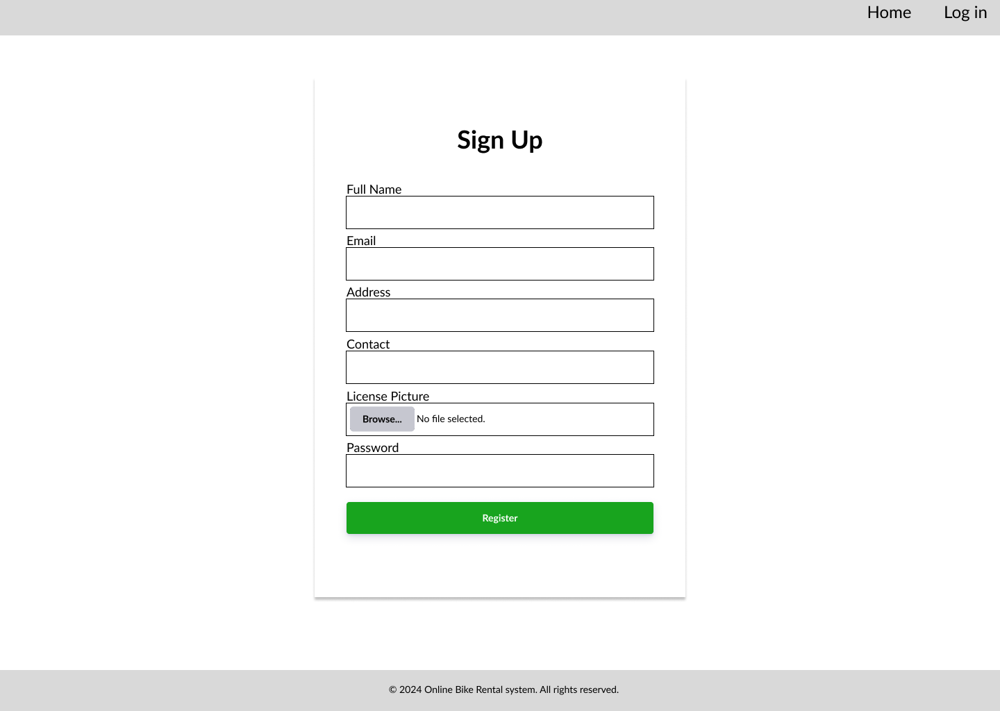 Home Log in
Sign Up
Full Name
Email
Address
Contact
License Picture
Browse... No file selected.
Password
Register
© 2024 Online Bike Rental system. All rights reserved.